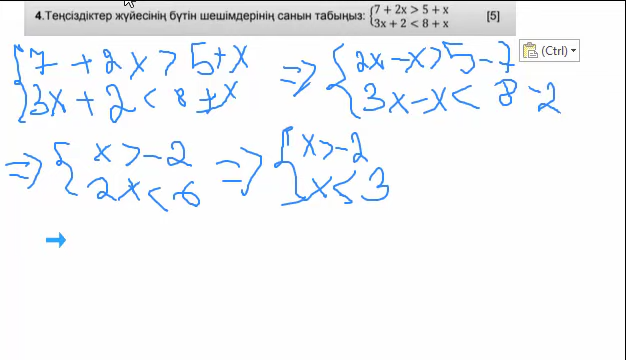 4.Теңсіздіктер жүйесінің бүтін шешімдерінің санын табыңыз: {7 + 2x > 5 + x [5]
{3x + 2 < 8 + x
(Ctrl)
{7 + 2x > 5 + x => {2x - x > 5 - 7
{3x + 2 < 8 + x => {3x - x < 8 - 2
=> {x > -2 => {x > -2
{2x < 6 {x < 3